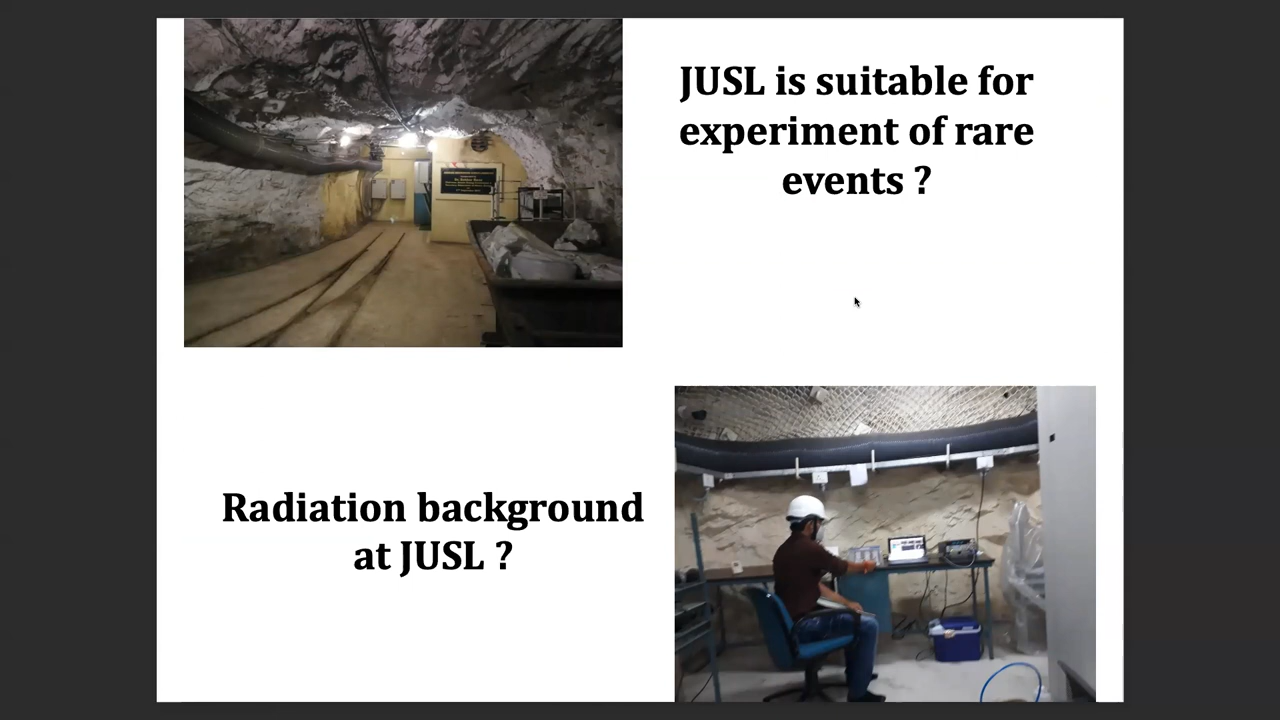 JUSL is suitable for
experiment of rare
events ?
Radiation background
at JUSL ?